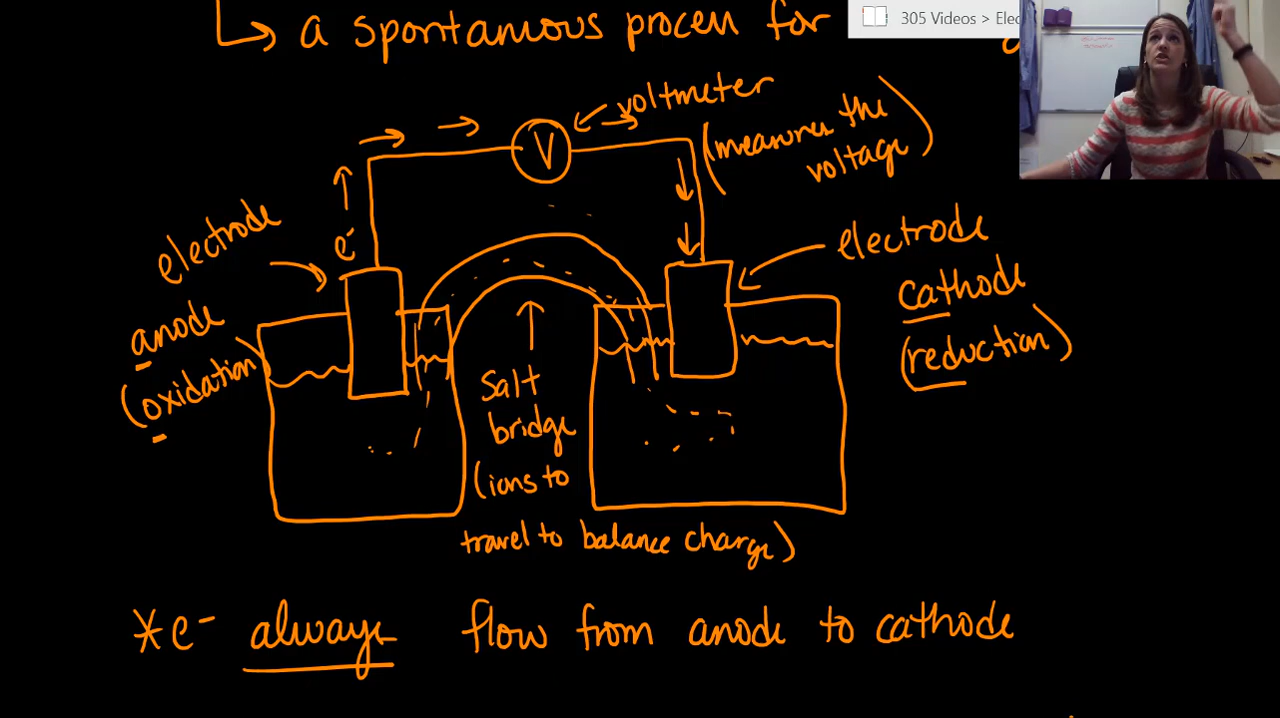 ↳ a spontaneous process for
305 Videos > Elec
voltmeter
(measures the
voltage)
V
electrode
e⁻
anode
(oxidation)
electrode
cathode
(reduction)
salt
bridge
(ions to
travel to balance charge)
*e⁻ always flow from anode to cathode